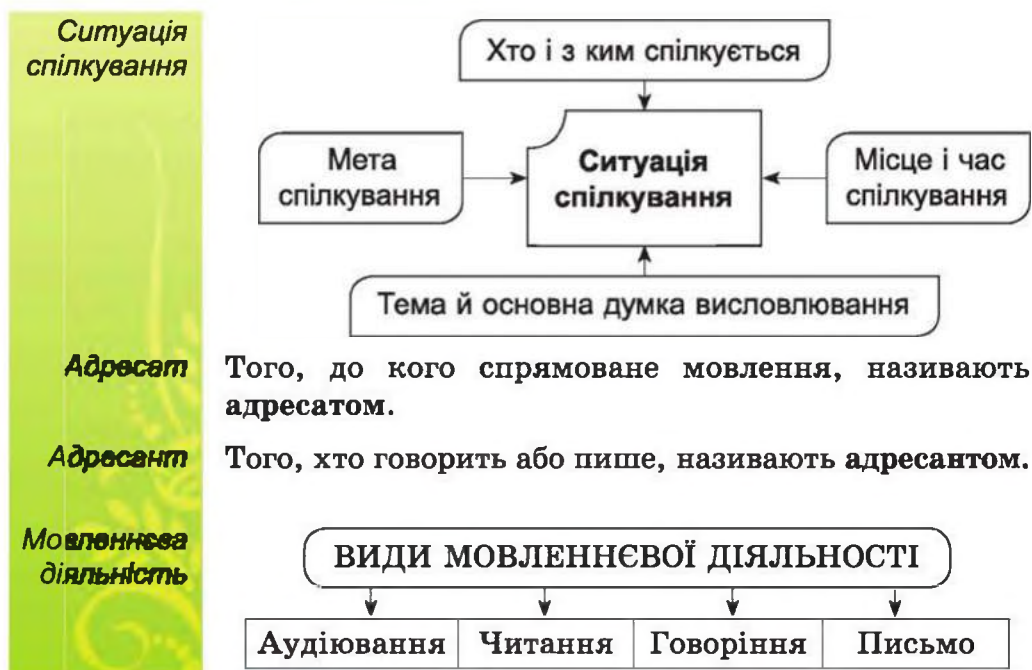 Ситуація
спілкування
Хто і з ким спілкується
Мета
спілкування
Ситуація
спілкування
Місце і час
спілкування
Тема й основна думка висловлювання
Адресат
Того, до кого спрямоване мовлення, називають
адресатом.
Адресант
Того, хто говорить або пише, називають адресантом.
Мовленнєва
діяльність
ВИДИ МОВЛЕННЄВОЇ ДІЯЛЬНОСТІ
Аудіювання Читання Говоріння Письмо